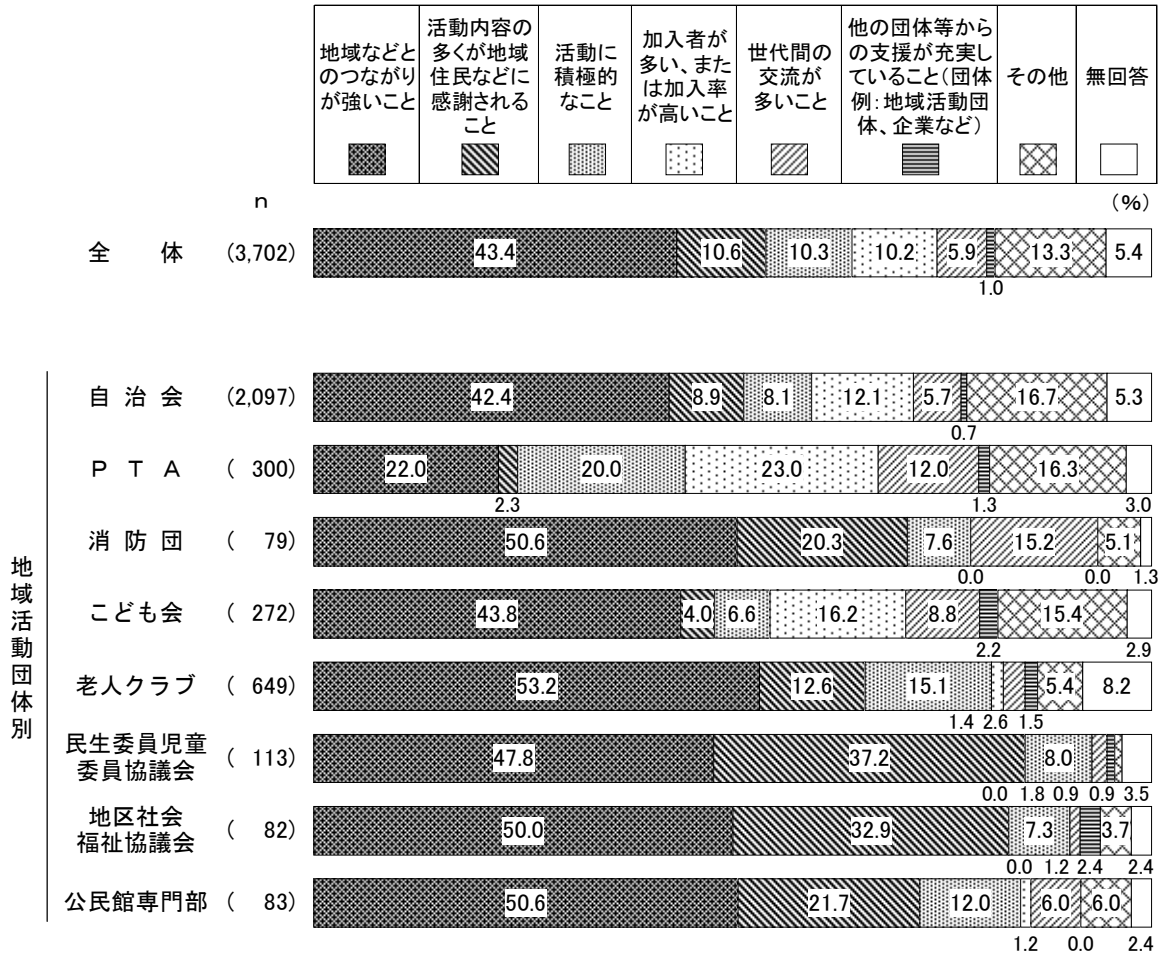 地域などと
のつながり
が強いこと
活動内容の
多くが地域
住民などに
感謝される
こと
活動に
積極的
なこと
加入者が
多い、また
は加入率
が高いこと
世代間の
交流が
多いこと
他の団体等から
の支援が充実し
ていること(団体
例:地域活動団
体、企業など)
その他
無回答
n
(%)
全 体 (3,702) 43.4 10.6 10.3 10.2 5.9 13.3 5.4
1.0
地域活動団体別
自 治 会 (2,097) 42.4 8.9 8.1 12.1 5.7 16.7 5.3
0.7
P T A ( 300) 22.0 20.0 23.0 12.0 16.3
2.3 1.3 3.0
消 防 団 ( 79) 50.6 20.3 7.6 15.2 5.1
0.0 0.0 1.3
こども会 ( 272) 43.8 4.0 6.6 16.2 8.8 15.4
2.2 2.9
老人クラブ ( 649) 53.2 12.6 15.1 5.4 8.2
1.4 2.6 1.5
民生委員児童
委員協議会
( 113) 47.8 37.2 8.0
0.0 1.8 0.9 0.9 3.5
地区社会
福祉協議会
( 82) 50.0 32.9 7.3 3.7
0.0 1.2 2.4 2.4
公民館専門部 ( 83) 50.6 21.7 12.0 6.0 6.0
1.2 0.0 2.4